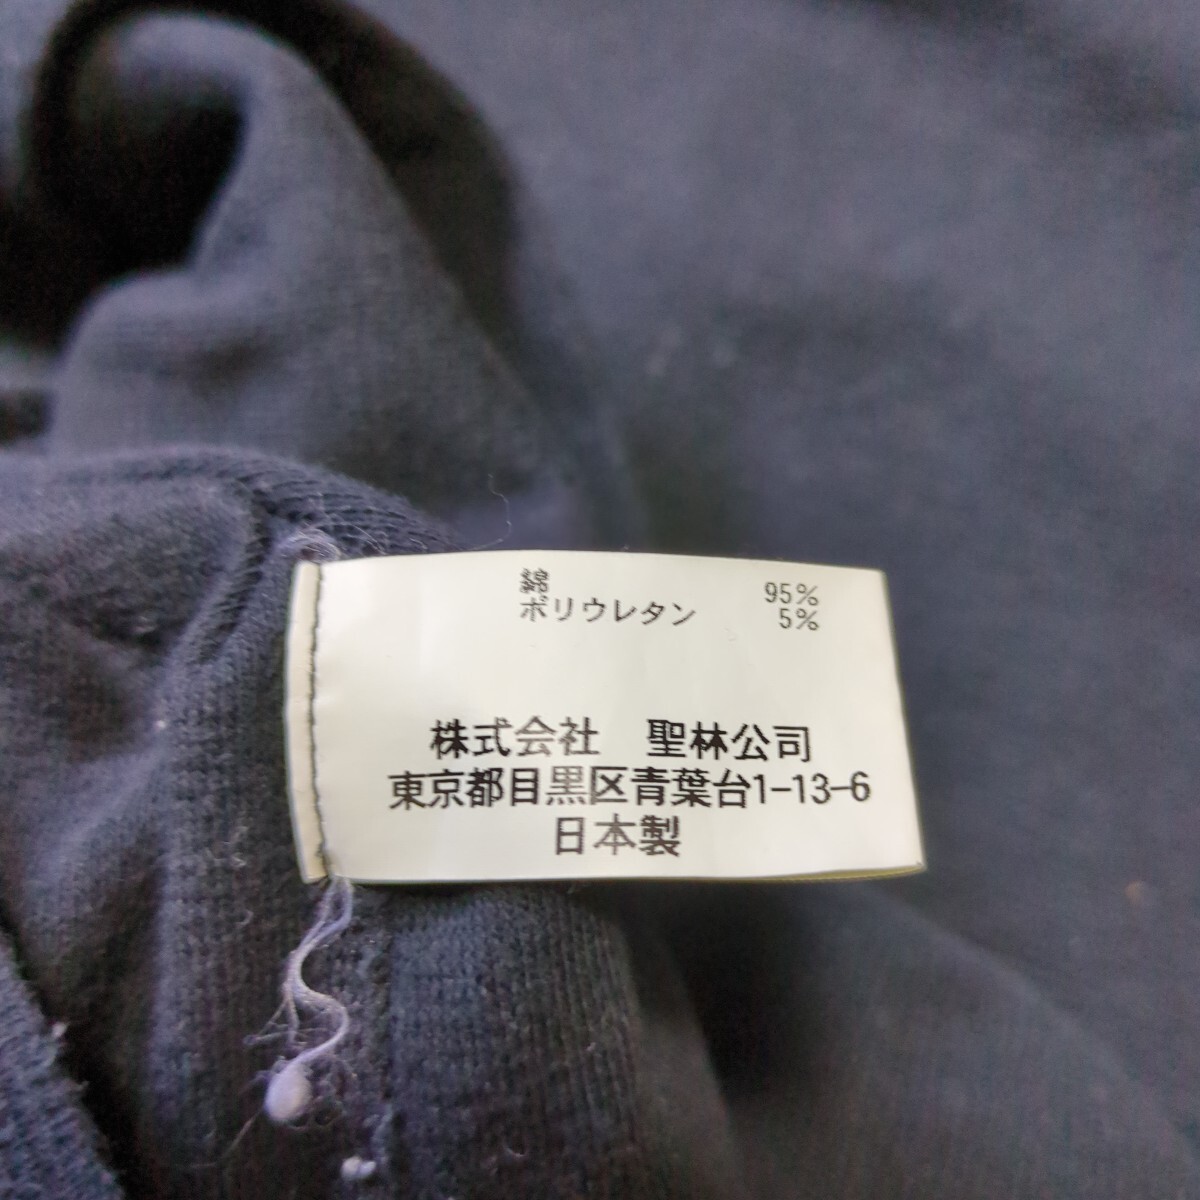 綿 95%
ポリウレタン 5%
株式会社 聖林公司
東京都目黒区青葉台1-13-6
日本製